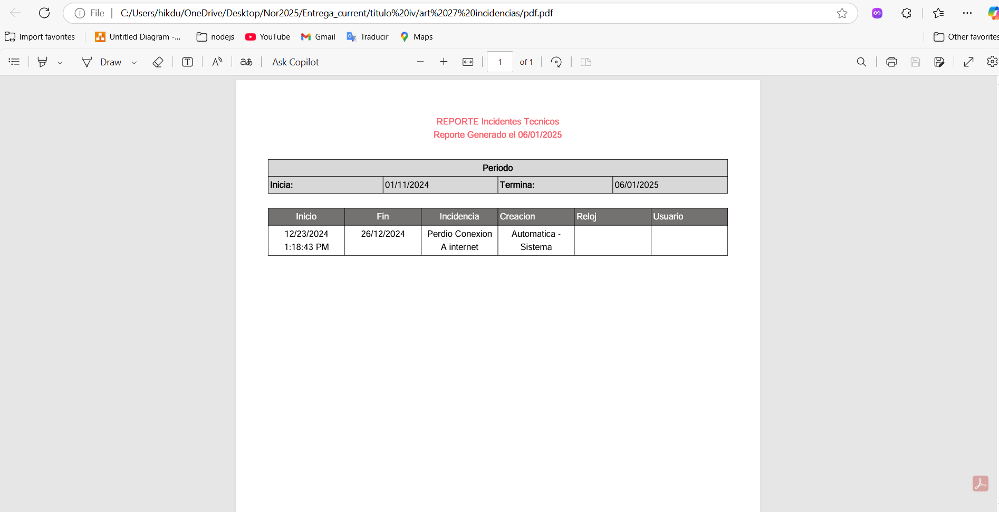 File C:/Users/hikdu/OneDrive/Desktop/Nor2025/Entrega_current/titulo%20iv/art%2027%20incidencias/pdf.pdf
Import favorites Untitled Diagram -... nodejs YouTube Gmail Traducir Maps Other favorites
Draw aあ Ask Copilot 1 of 1
REPORTE Incidentes Tecnicos
Reporte Generado el 06/01/2025
Periodo
Inicia: 01/11/2024 Termina: 06/01/2025
Inicio Fin Incidencia Creacion Reloj Usuario
12/23/2024 26/12/2024 Perdio Conexion Automatica -
1:18:43 PM A internet Sistema